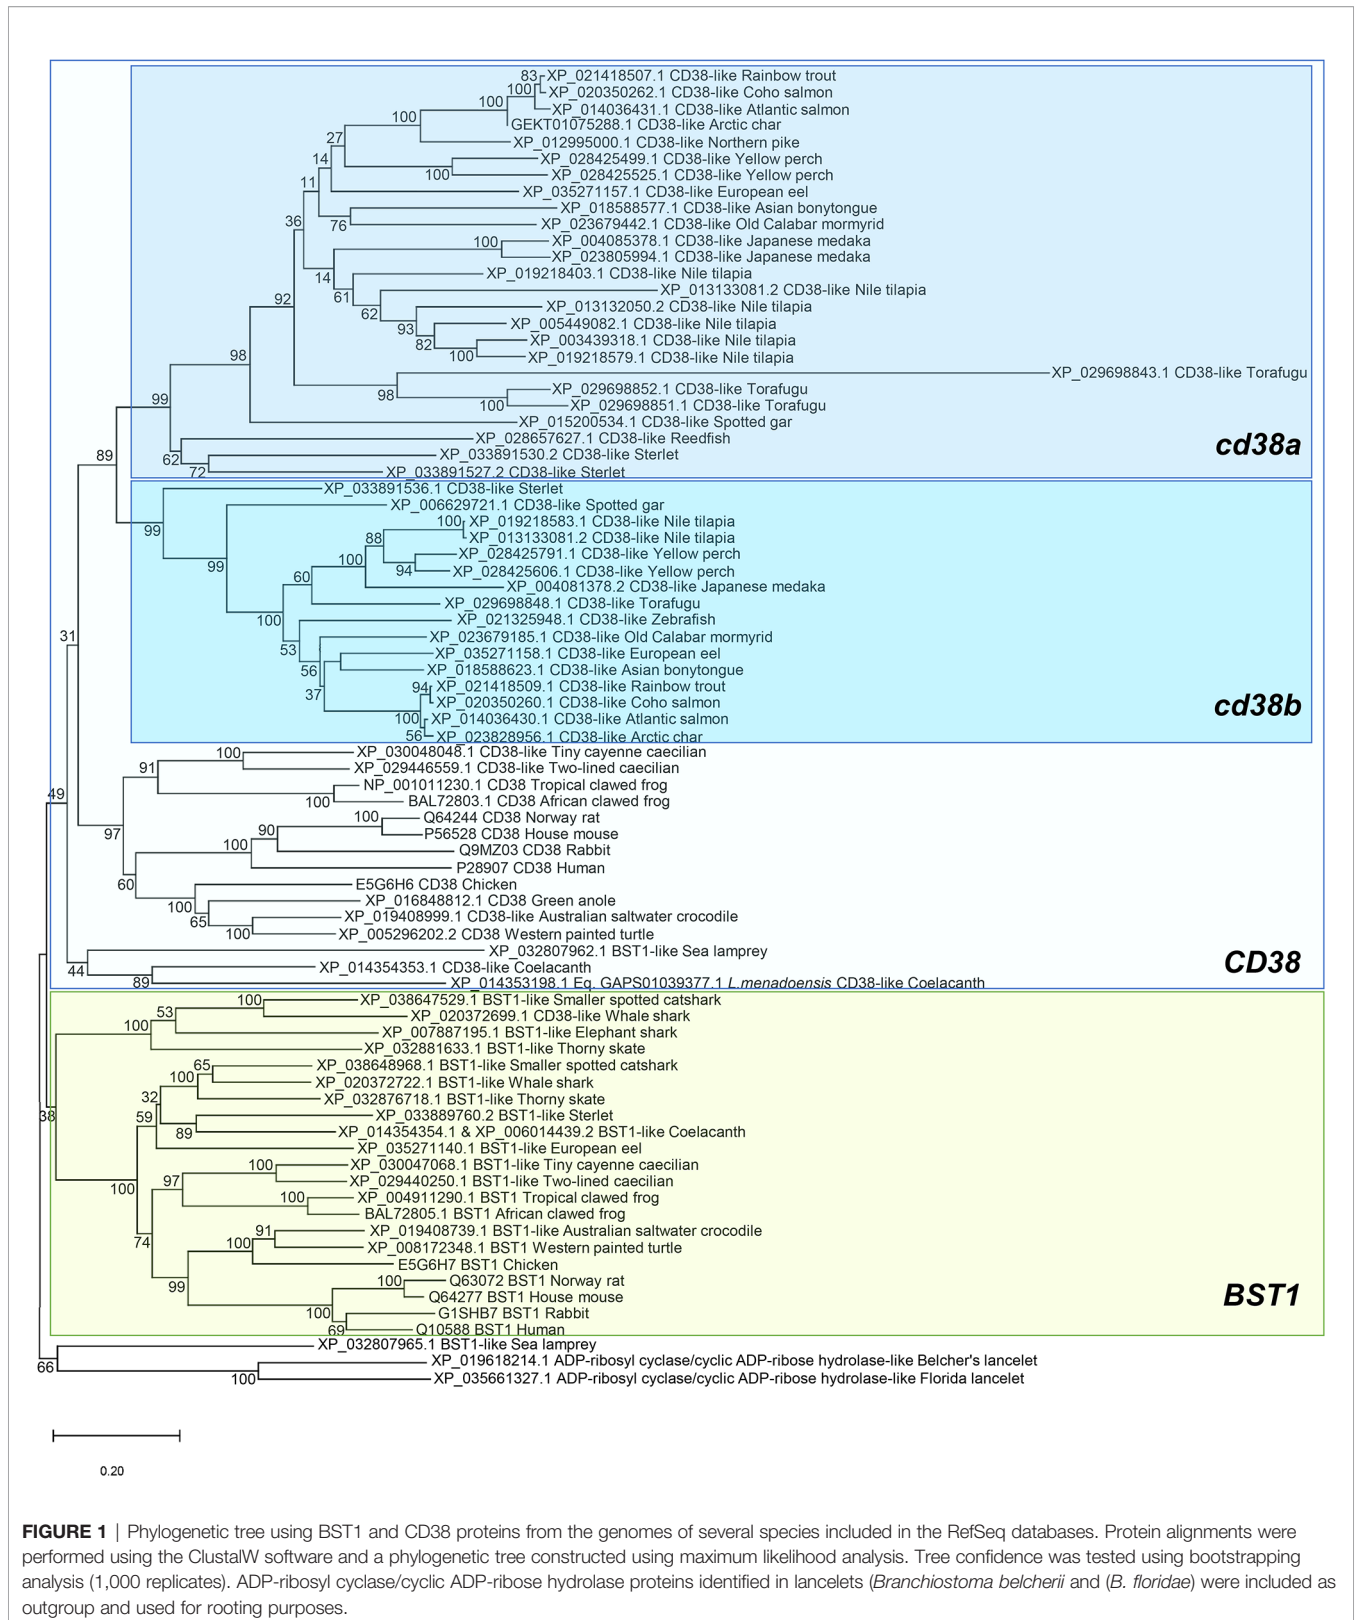 83 XP_021418507.1 CD38-like Rainbow trout
100 XP_020350262.1 CD38-like Coho salmon
100 XP_014036431.1 CD38-like Atlantic salmon
100 GEKT01075288.1 CD38-like Arctic char
27 XP_012995000.1 CD38-like Northern pike
14 XP_028425499.1 CD38-like Yellow perch
100 XP_028425525.1 CD38-like Yellow perch
11 XP_035271157.1 CD38-like European eel
XP_018588577.1 CD38-like Asian bonytongue
36 76 XP_023679442.1 CD38-like Old Calabar mormyrid
100 XP_004085378.1 CD38-like Japanese medaka
XP_023805994.1 CD38-like Japanese medaka
14 XP_019218403.1 CD38-like Nile tilapia
61 XP_013133081.2 CD38-like Nile tilapia
92 62 XP_013132050.2 CD38-like Nile tilapia
93 XP_005449082.1 CD38-like Nile tilapia
82 XP_003439318.1 CD38-like Nile tilapia
98 100 XP_019218579.1 CD38-like Nile tilapia
XP_029698843.1 CD38-like Torafugu
98 XP_029698852.1 CD38-like Torafugu
99 100 XP_029698851.1 CD38-like Torafugu
XP_015200534.1 CD38-like Spotted gar
XP_028657627.1 CD38-like Reedfish
cd38a
89 62 XP_033891530.2 CD38-like Sterlet
72 XP_033891527.2 CD38-like Sterlet
XP_033891536.1 CD38-like Sterlet
XP_006629721.1 CD38-like Spotted gar
99 100 XP_019218583.1 CD38-like Nile tilapia
88 XP_013133081.2 CD38-like Nile tilapia
100 XP_028425791.1 CD38-like Yellow perch
99 94 XP_028425606.1 CD38-like Yellow perch
60 XP_004081378.2 CD38-like Japanese medaka
XP_029698848.1 CD38-like Torafugu
100 XP_021325948.1 CD38-like Zebrafish
31 XP_023679185.1 CD38-like Old Calabar mormyrid
53 XP_035271158.1 CD38-like European eel
56 XP_018588623.1 CD38-like Asian bonytongue
37 94 XP_021418509.1 CD38-like Rainbow trout
XP_020350260.1 CD38-like Coho salmon
cd38b
100 XP_014036430.1 CD38-like Atlantic salmon
56 XP_023828956.1 CD38-like Arctic char
100 XP_030048048.1 CD38-like Tiny cayenne caecilian
91 XP_029446559.1 CD38-like Two-lined caecilian
NP_001011230.1 CD38 Tropical clawed frog
49 100 BAL72803.1 CD38 African clawed frog
100 Q64244 CD38 Norway rat
97 90 P56528 CD38 House mouse
100 Q9MZ03 CD38 Rabbit
P28907 CD38 Human
60 E5G6H6 CD38 Chicken
100 XP_016848812.1 CD38 Green anole
65 XP_019408999.1 CD38-like Australian saltwater crocodile
100 XP_005296202.2 CD38 Western painted turtle
XP_032807962.1 BST1-like Sea lamprey
44 XP_014354353.1 CD38-like Coelacanth
CD38
89 XP_014353198.1 Eq. GAPS01039377.1 L.menadoensis CD38-like Coelacanth
100 XP_038647529.1 BST1-like Smaller spotted catshark
53 XP_020372699.1 CD38-like Whale shark
100 XP_007887195.1 BST1-like Elephant shark
XP_032881633.1 BST1-like Thorny skate
65 XP_038648968.1 BST1-like Smaller spotted catshark
100 XP_020372722.1 BST1-like Whale shark
32 XP_032876718.1 BST1-like Thorny skate
38 59 XP_033889760.2 BST1-like Sterlet
89 XP_014354354.1 & XP_006014439.2 BST1-like Coelacanth
XP_035271140.1 BST1-like European eel
100 XP_030047068.1 BST1-like Tiny cayenne caecilian
100 97 XP_029440250.1 BST1-like Two-lined caecilian
100 XP_004911290.1 BST1 Tropical clawed frog
BAL72805.1 BST1 African clawed frog
91 XP_019408739.1 BST1-like Australian saltwater crocodile
74 100 XP_008172348.1 BST1 Western painted turtle
E5G6H7 BST1 Chicken
99 100 Q63072 BST1 Norway rat
Q64277 BST1 House mouse
BST1
100 G1SHB7 BST1 Rabbit
69 Q10588 BST1 Human
XP_032807965.1 BST1-like Sea lamprey
66 XP_019618214.1 ADP-ribosyl cyclase/cyclic ADP-ribose hydrolase-like Belcher's lancelet
100 XP_035661327.1 ADP-ribosyl cyclase/cyclic ADP-ribose hydrolase-like Florida lancelet
0.20
FIGURE 1 | Phylogenetic tree using BST1 and CD38 proteins from the genomes of several species included in the RefSeq databases. Protein alignments were
performed using the ClustalW software and a phylogenetic tree constructed using maximum likelihood analysis. Tree confidence was tested using bootstrapping
analysis (1,000 replicates). ADP-ribosyl cyclase/cyclic ADP-ribose hydrolase proteins identified in lancelets (Branchiostoma belcherii and (B. floridae) were included as
outgroup and used for rooting purposes.